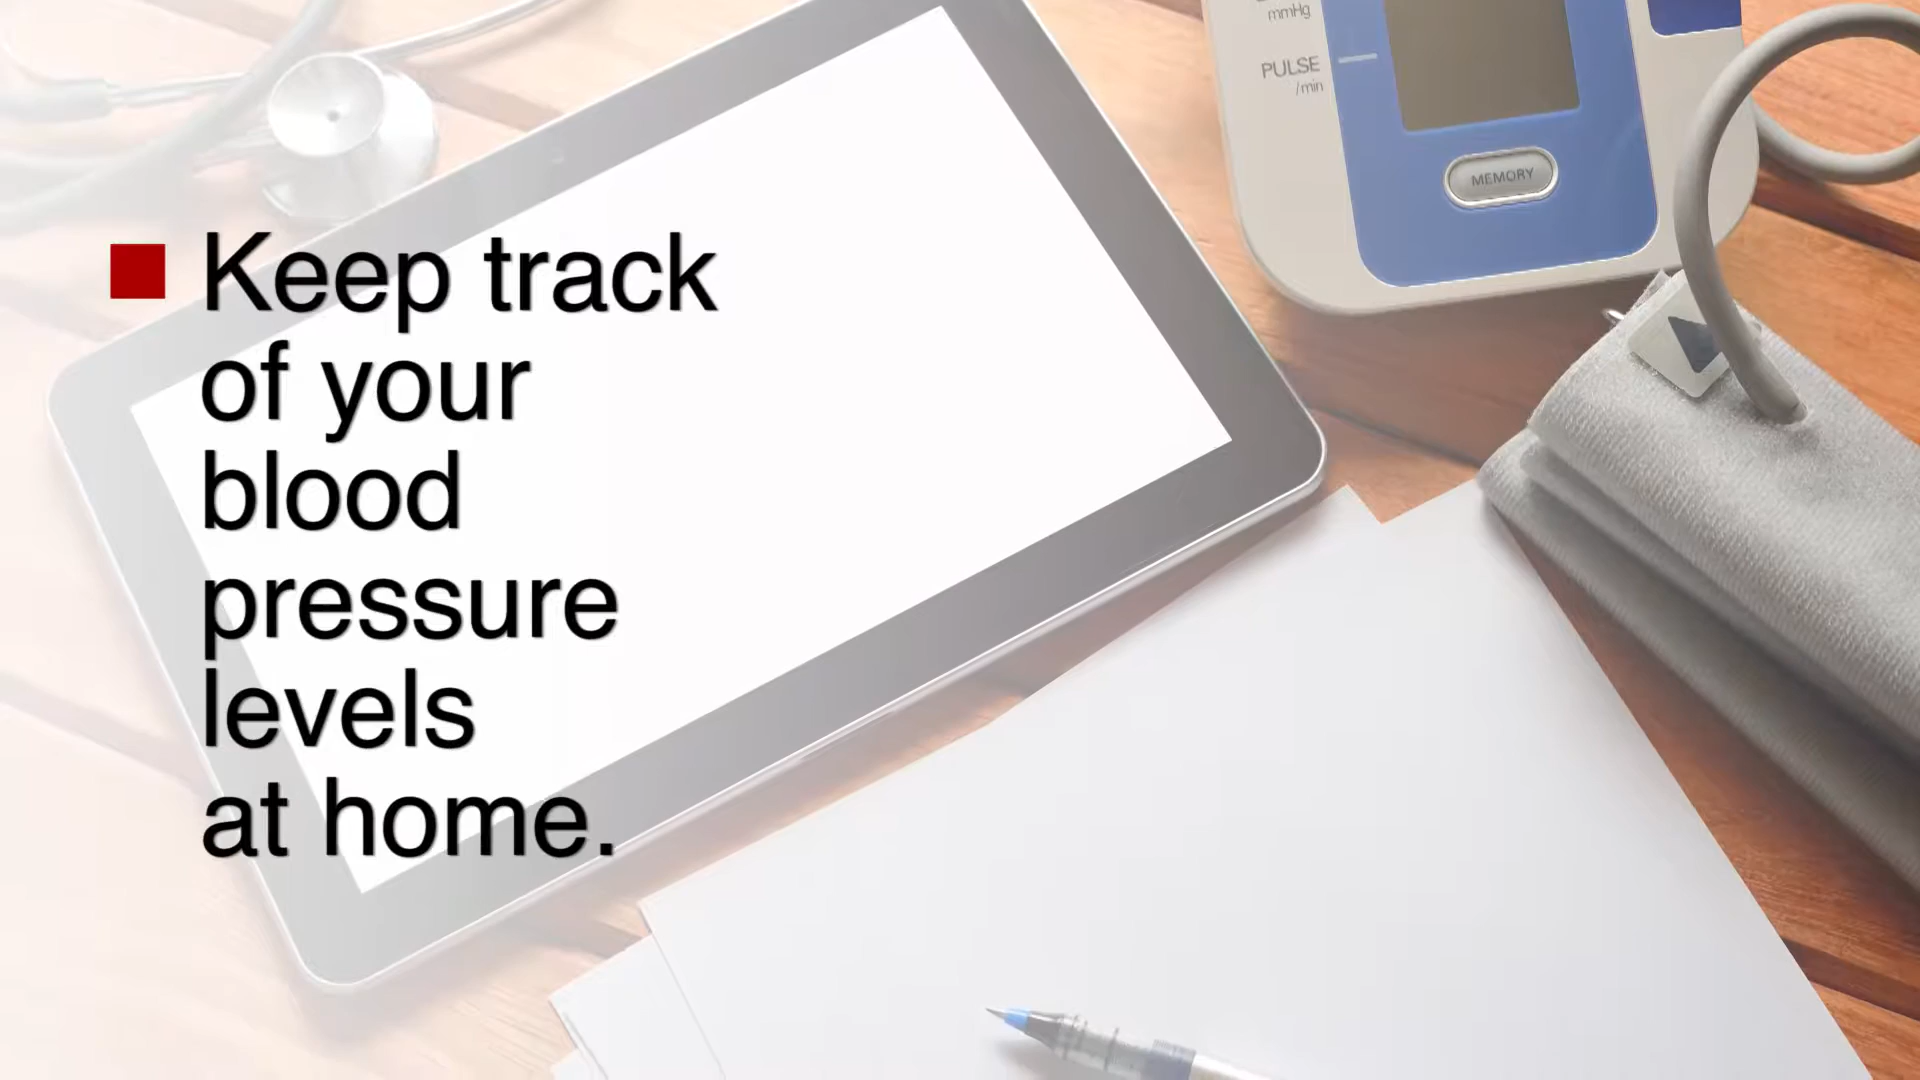 mmHg
PULSE
/min
MEMORY
Keep track
of your
blood
pressure
levels
at home.